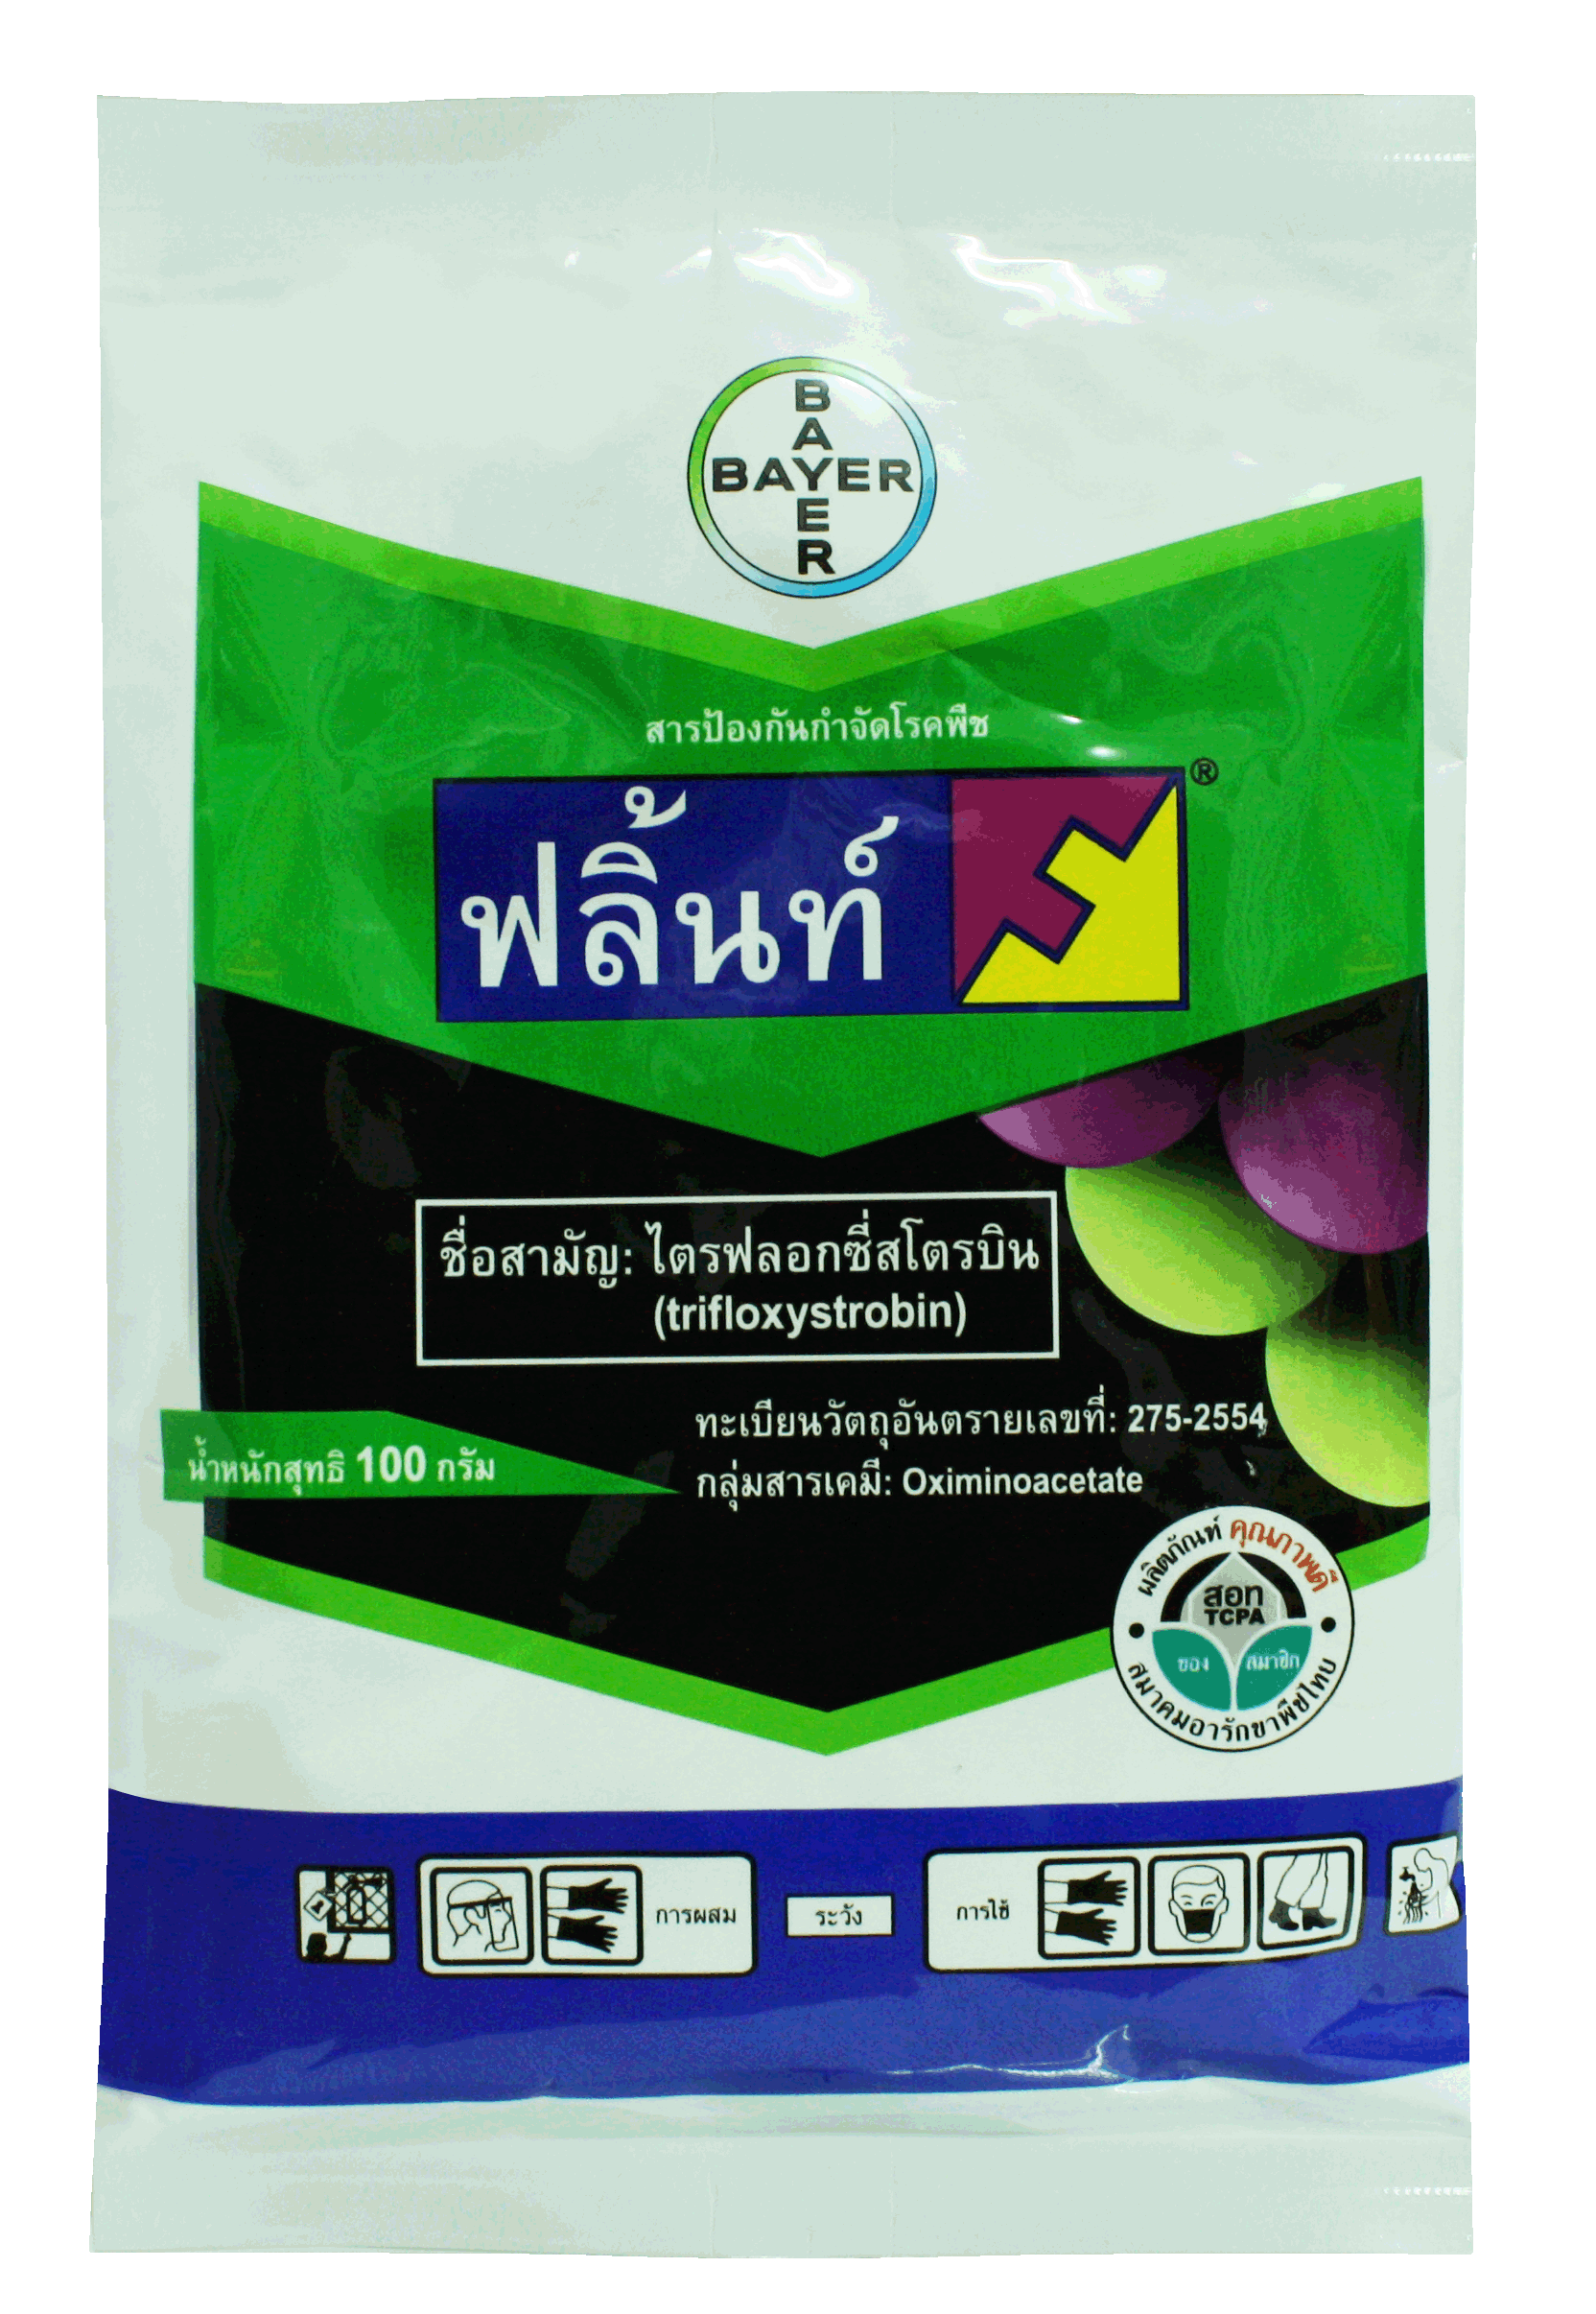 BAYER
BAYER
สารป้องกันกำจัดโรคพืช
ฟลิ้นท์ ®
ชื่อสามัญ: ไตรฟลอกซี่สโตรบิน
(trifloxystrobin)
ทะเบียนวัตถุอันตรายเลขที่: 275-2554
น้ำหนักสุทธิ 100 กรัม
กลุ่มสารเคมี: Oximinoacetate
ผลิตภัณฑ์ คุณภาพดี
สอท
TCPA
ของ สมาชิก
สมาคมอารักขาพืชไทย
การผสม
ระวัง
การใช้